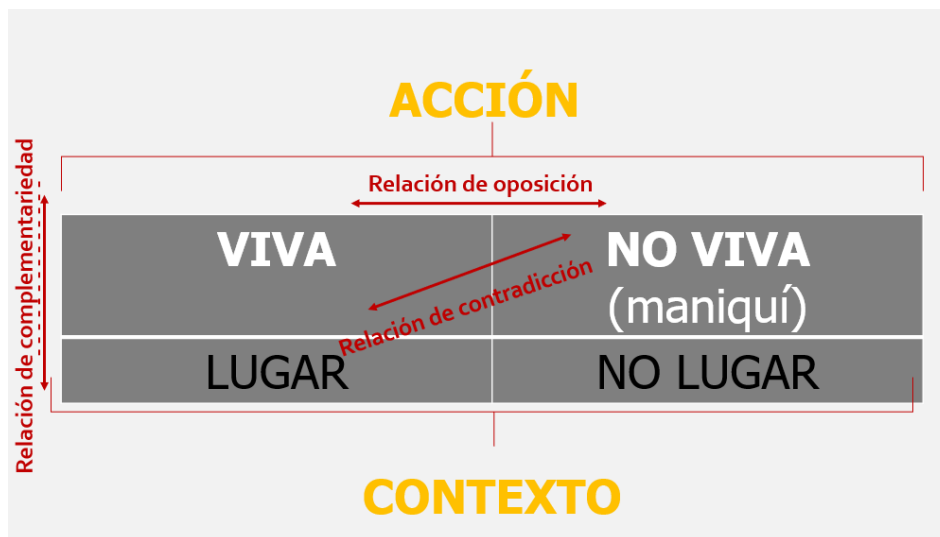 ACCIÓN
Relación de complementariedad
Relación de oposición
VIVA
NO VIVA
(maniquí)
Relación de contradicción
LUGAR
NO LUGAR
CONTEXTO